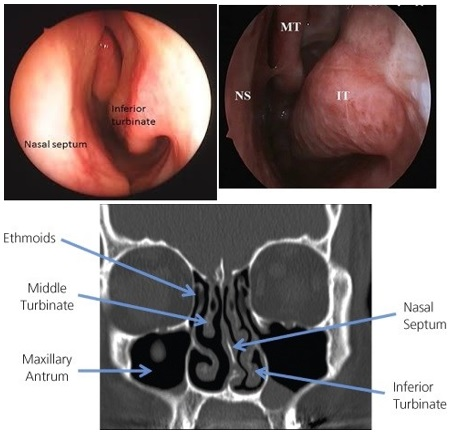 Inferior
turbinate
Nasal septum
MT
NS
IT
Ethmoids
Middle
Turbinate
Maxillary
Antrum
Nasal
Septum
Inferior
Turbinate